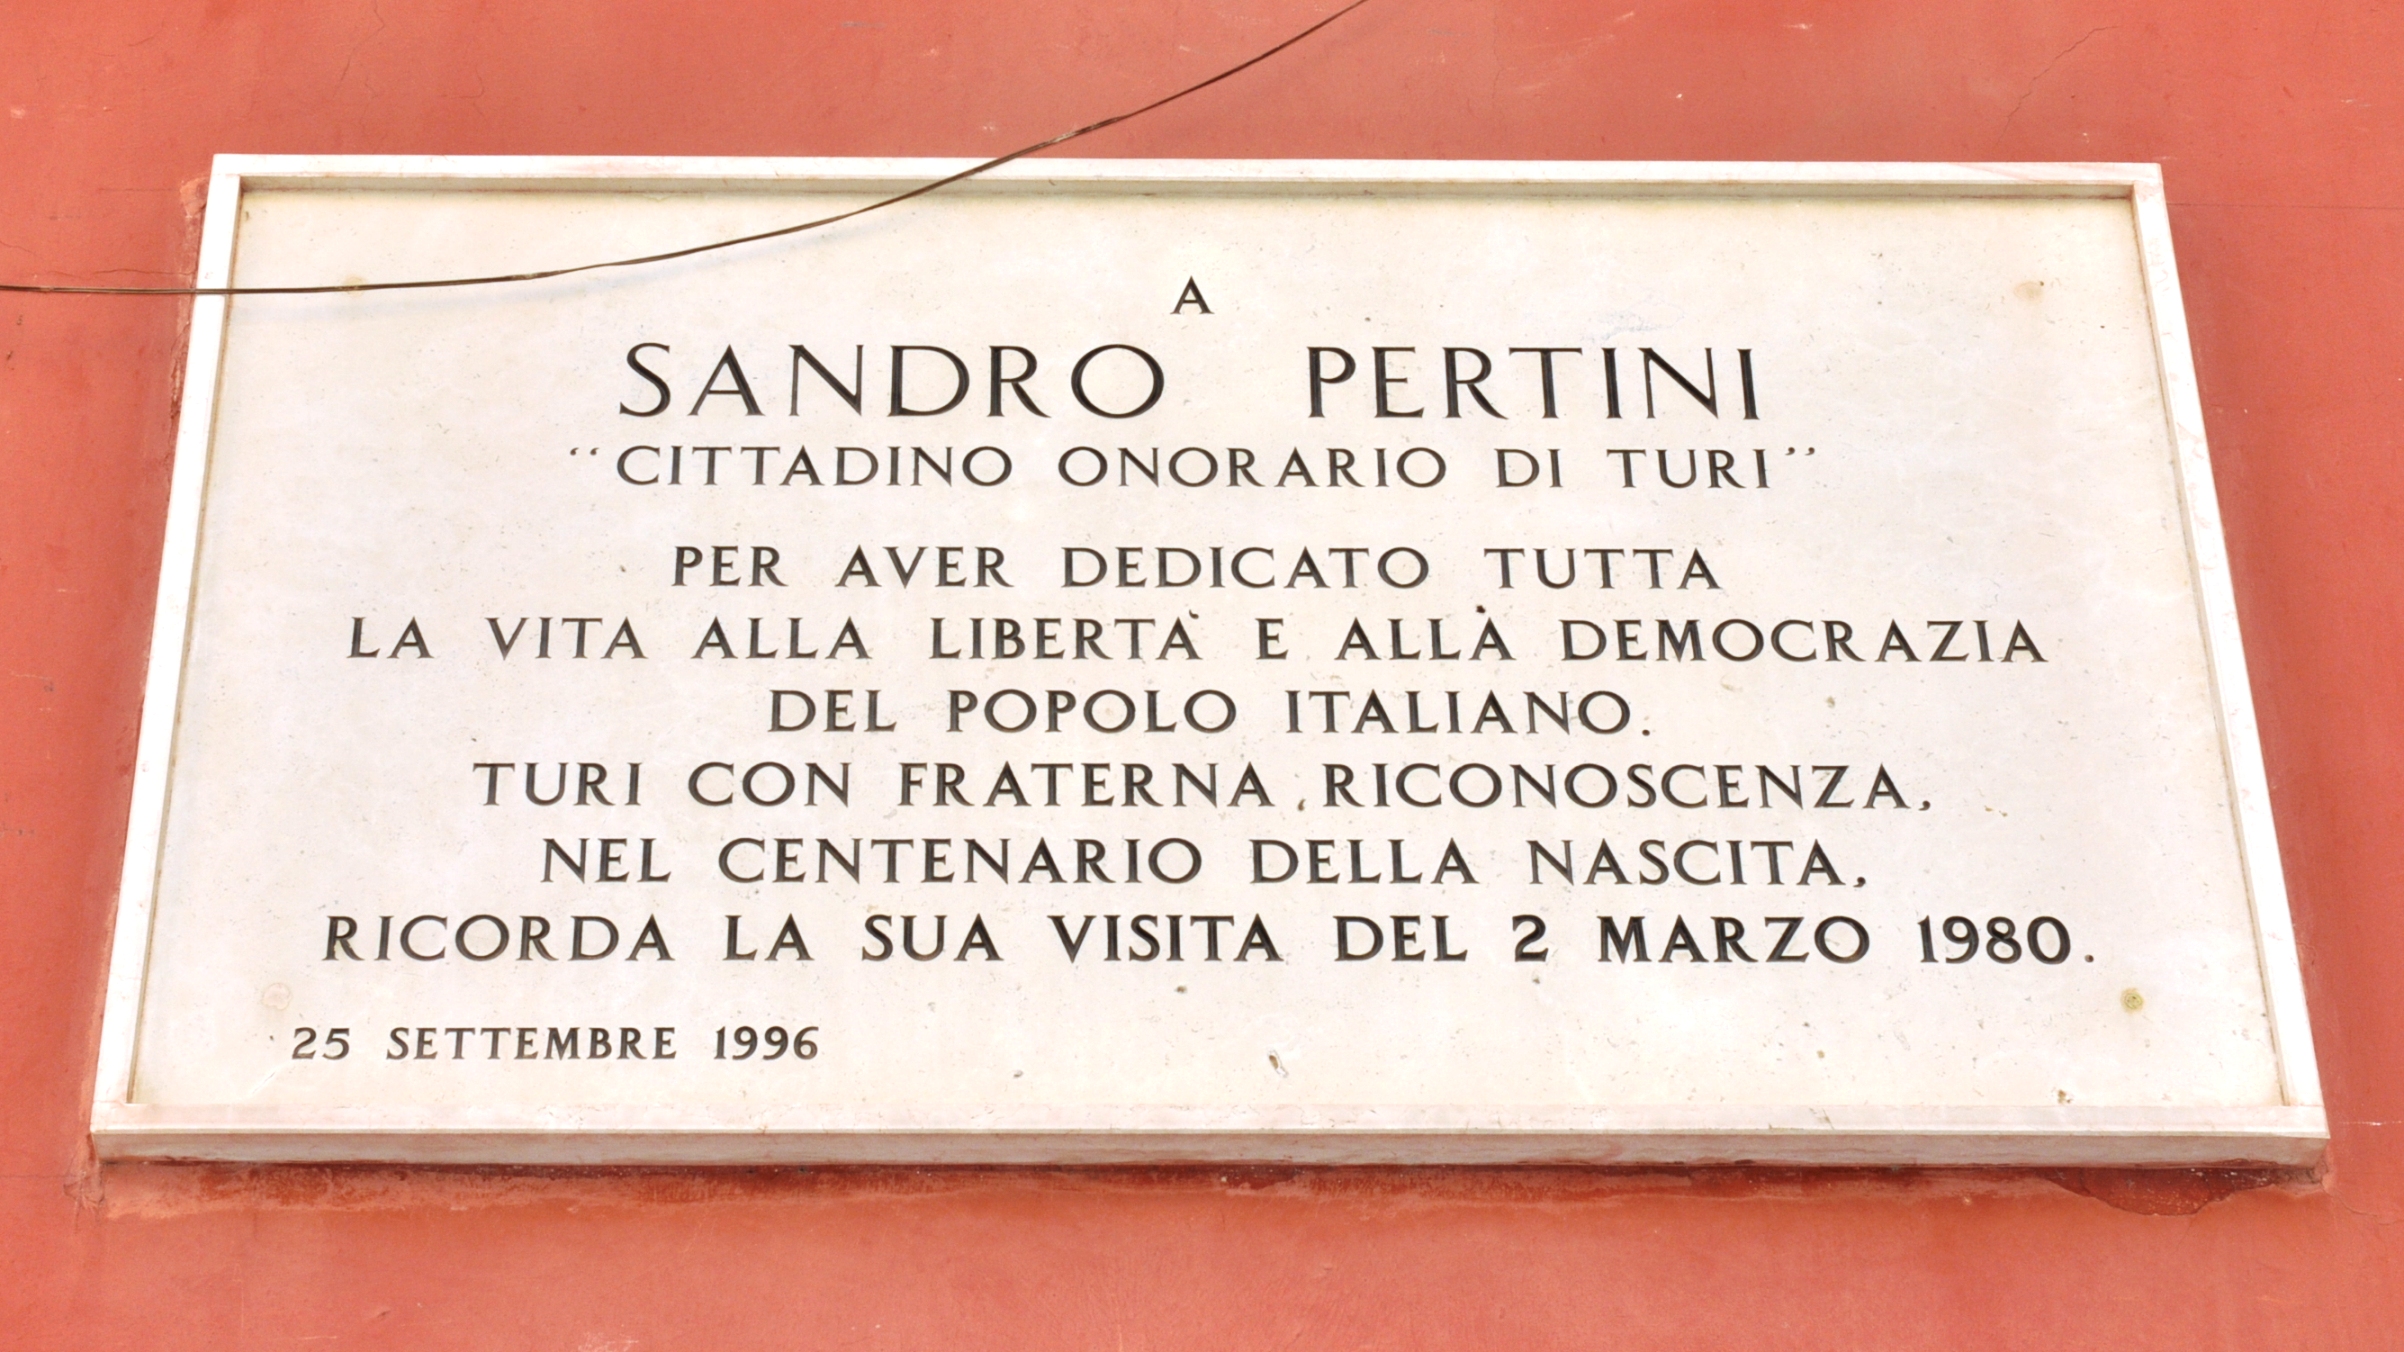 A
SANDRO PERTINI
“CITTADINO ONORARIO DI TURI”
PER AVER DEDICATO TUTTA
LA VITA ALLA LIBERTÀ E ALLA DEMOCRAZIA
DEL POPOLO ITALIANO.
TURI CON FRATERNA RICONOSCENZA,
NEL CENTENARIO DELLA NASCITA,
RICORDA LA SUA VISITA DEL 2 MARZO 1980.
25 SETTEMBRE 1996